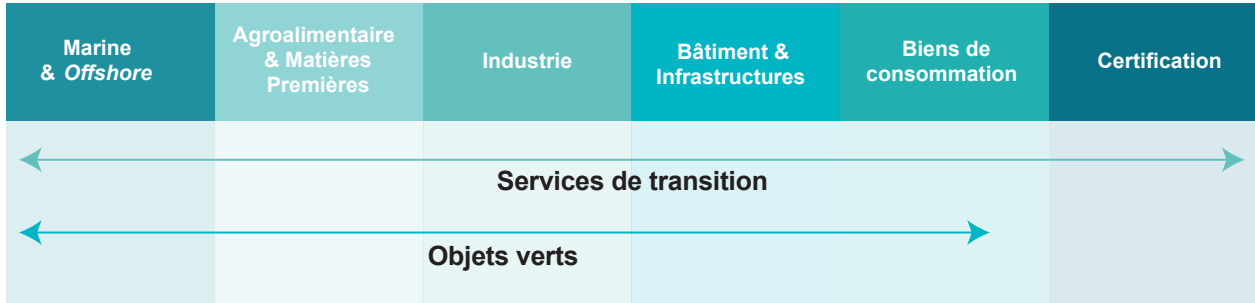 Marine
& Offshore
Agroalimentaire
& Matières
Premières
Industrie
Bâtiment &
Infrastructures
Biens de
consommation
Certification
Services de transition
Objets verts